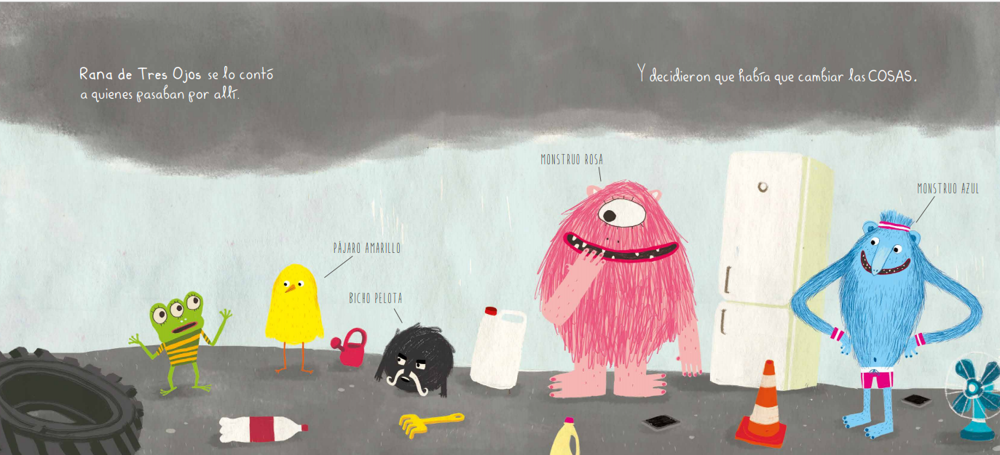 Rana de Tres Ojos se lo contó
a quienes pasaban por allí.
Y decidieron que había que cambiar las COSAS.
PÁJARO AMARILLO
BICHO PELOTA
MONSTRUO ROSA
MONSTRUO AZUL